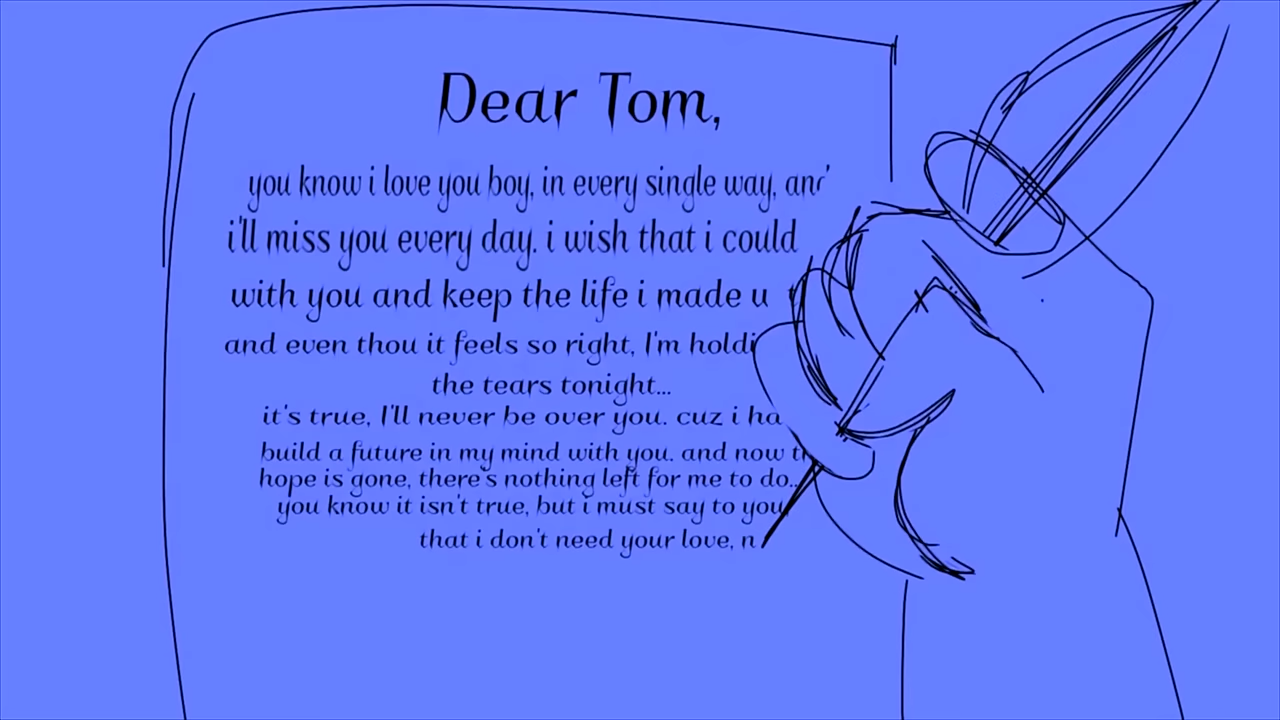 Dear Tom,
you know i love you boy, in every single way, and
i'll miss you every day. i wish that i could
with you and keep the life i made u
and even thou it feels so right, I'm holdi
the tears tonight...
it's true, I'll never be over you. cuz i ha
build a future in my mind with you. and now th
hope is gone, there's nothing left for me to do..
you know it isn't true, but i must say to you,
that i don't need your love, n